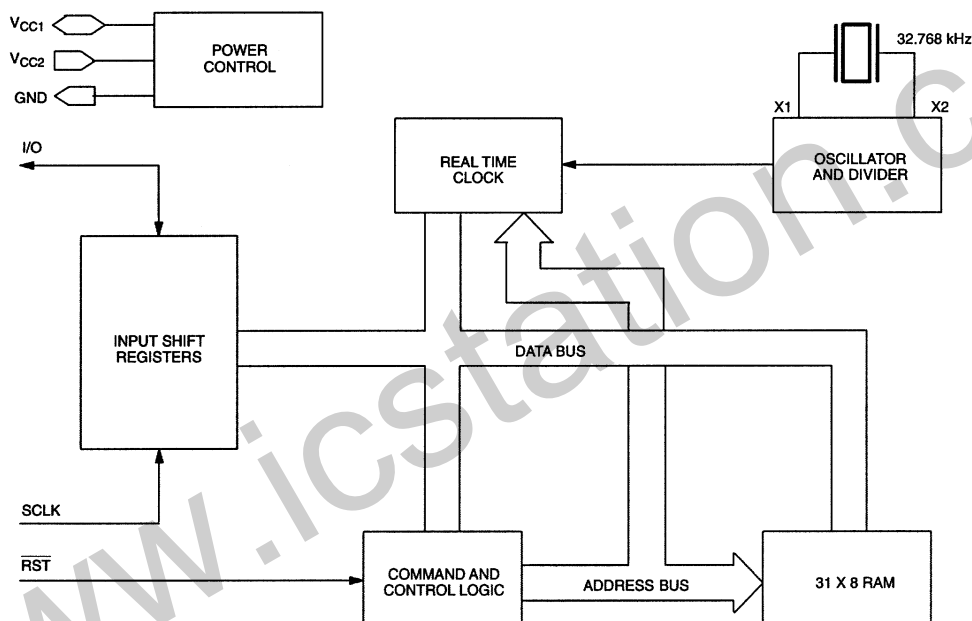 VCC1
VCC2
GND
POWER
CONTROL
32.768 kHz
X1
X2
I/O
REAL TIME
CLOCK
OSCILLATOR
AND DIVIDER
INPUT SHIFT
REGISTERS
DATA BUS
SCLK
RST
COMMAND AND
CONTROL LOGIC
ADDRESS BUS
31 X 8 RAM
ww.icstation.c